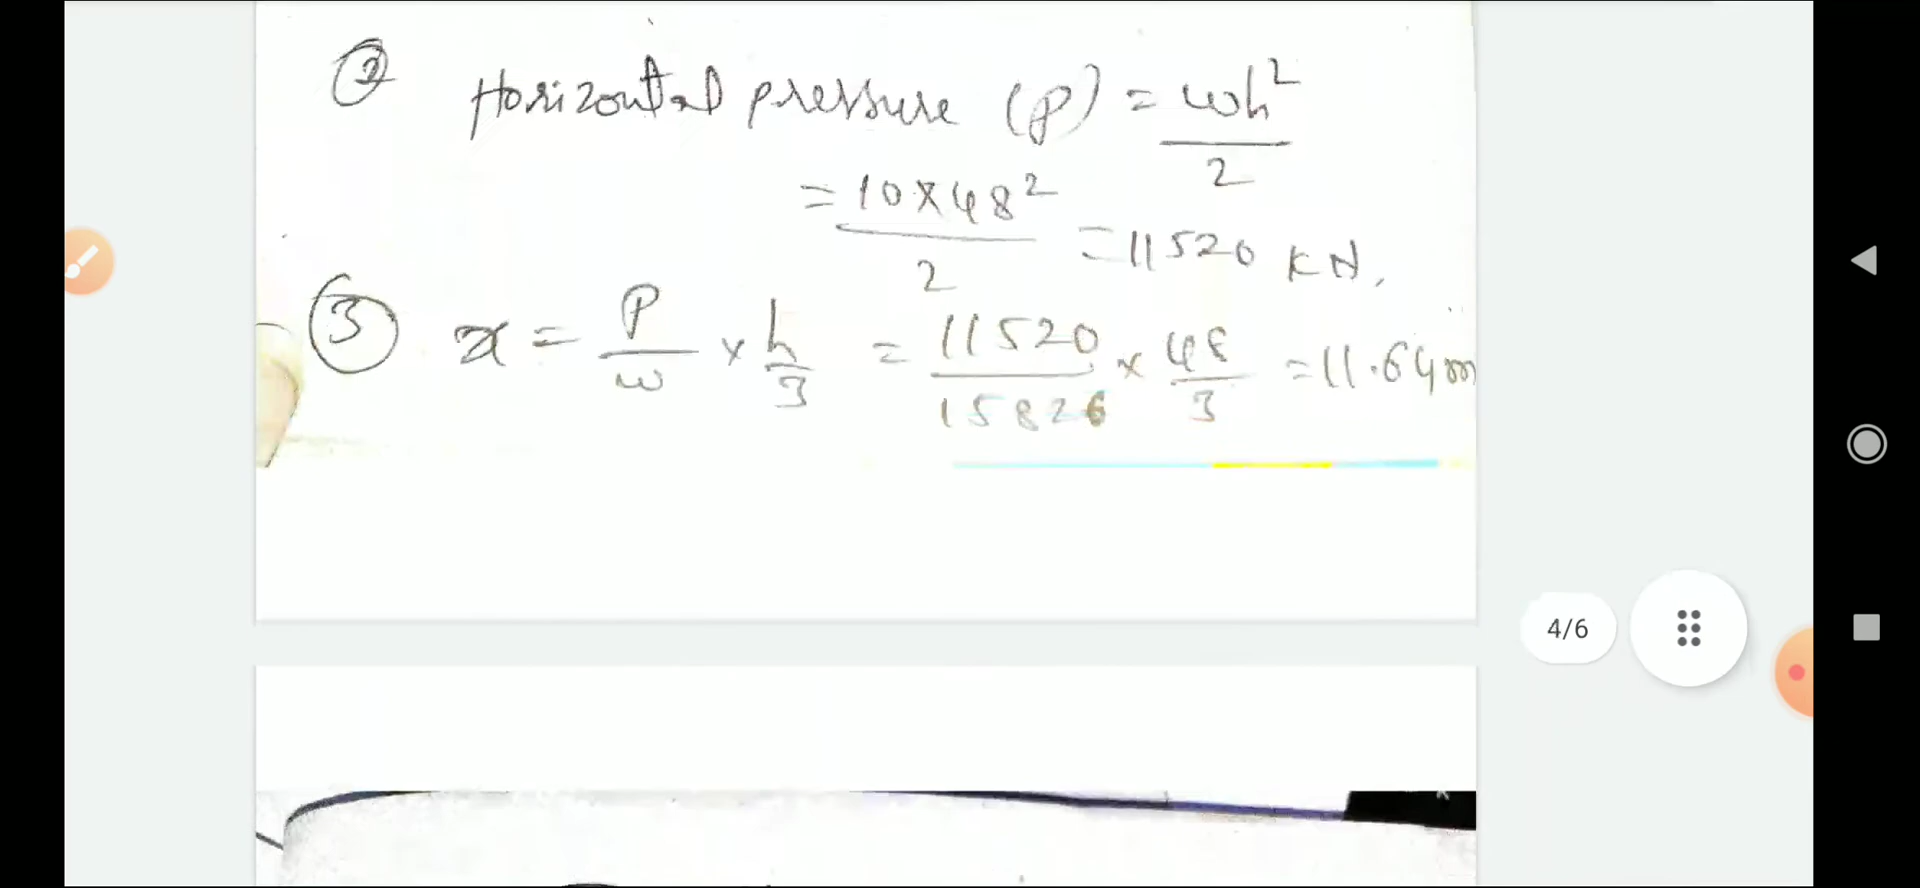 ② Horizontal pressure (P) = wh²/2
= 10×48²/2 = 11520 KN.
③ x = P/w × h/3 = 11520/15826 × 48/3 = 11.64m
4/6